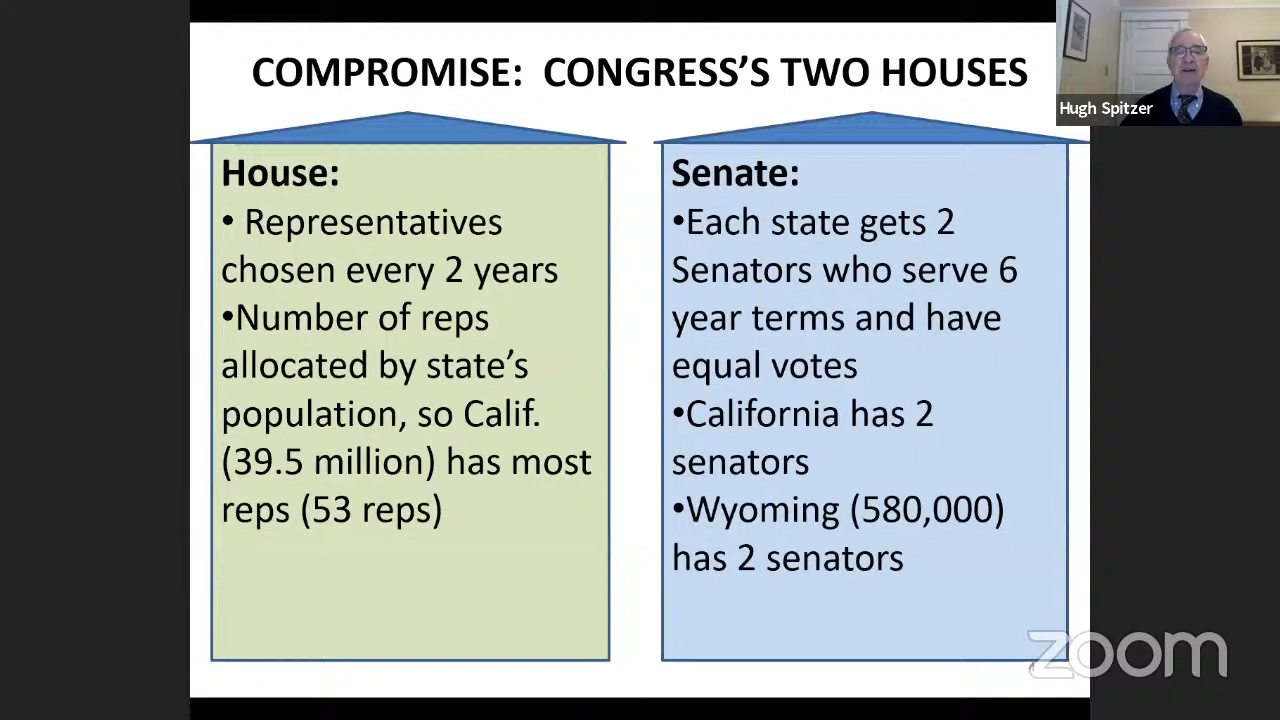 COMPROMISE:  CONGRESS'S TWO HOUSES
Hugh Spitzer
House:
• Representatives
chosen every 2 years
•Number of reps
allocated by state's
population, so Calif.
(39.5 million) has most
reps (53 reps)
Senate:
•Each state gets 2
Senators who serve 6
year terms and have
equal votes
•California has 2
senators
•Wyoming (580,000)
has 2 senators
zoom